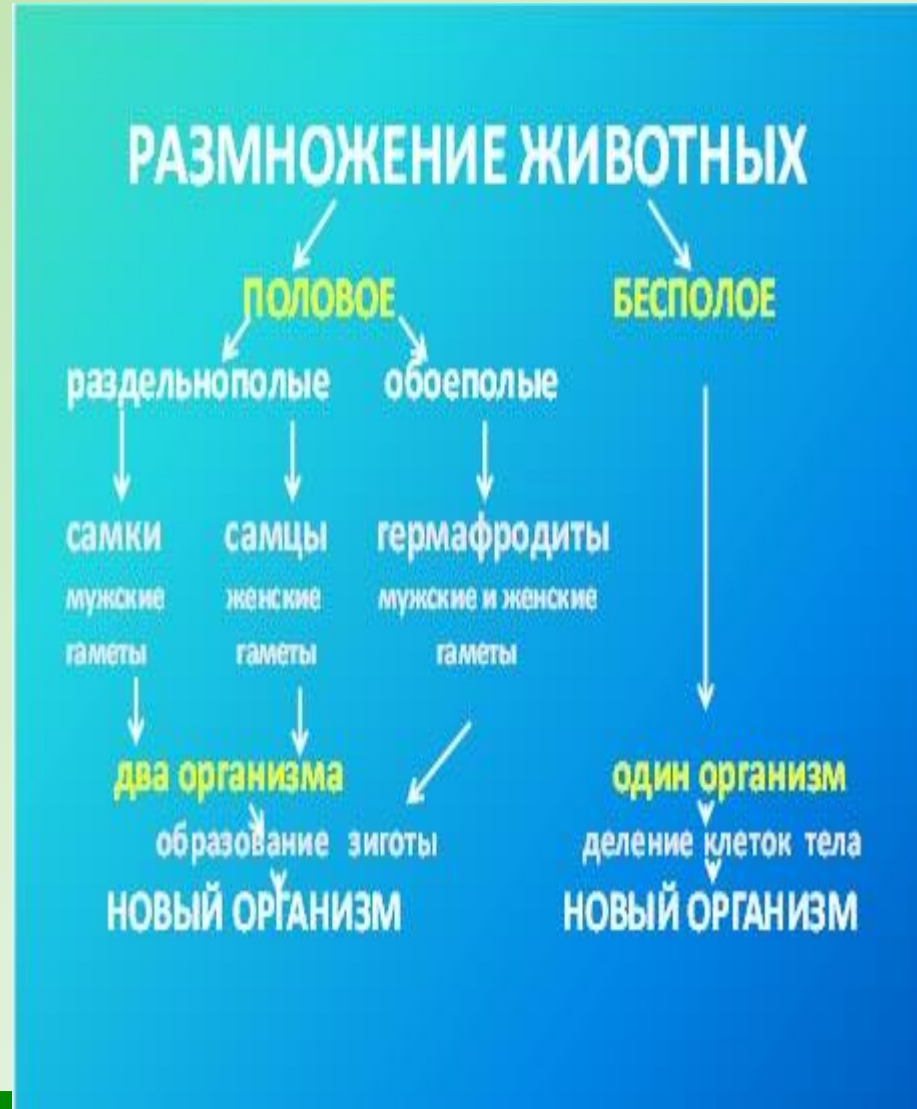 РАЗМНОЖЕНИЕ ЖИВОТНЫХ
ПОЛОВОЕ БЕСПОЛОЕ
раздельнополые обоеполые
самки самцы гермафродиты
мужские женские мужские и женские
гаметы гаметы гаметы
два организма один организм
образование зиготы деление клеток тела
НОВЫЙ ОРГАНИЗМ НОВЫЙ ОРГАНИЗМ